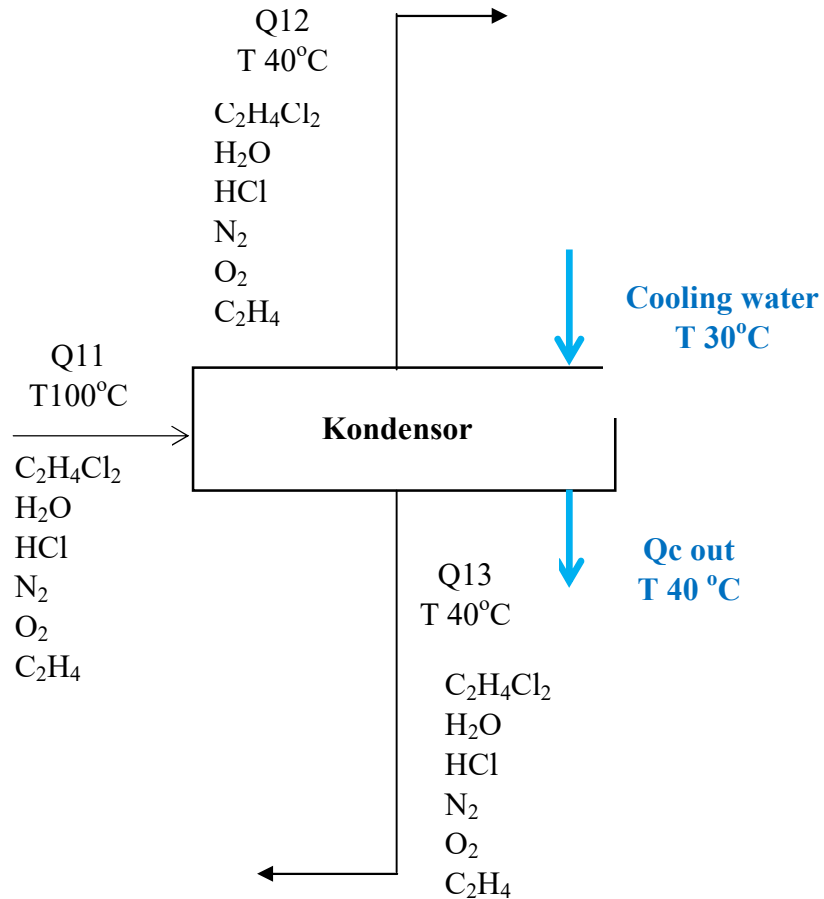 Q12
T 40°C
C₂H₄Cl₂
H₂O
HCl
N₂
O₂
C₂H₄
Cooling water
T 30°C
Q11
T100°C
Kondensor
C₂H₄Cl₂
H₂O
HCl
N₂
O₂
C₂H₄
Qc out
T 40 °C
Q13
T 40°C
C₂H₄Cl₂
H₂O
HCl
N₂
O₂
C₂H₄